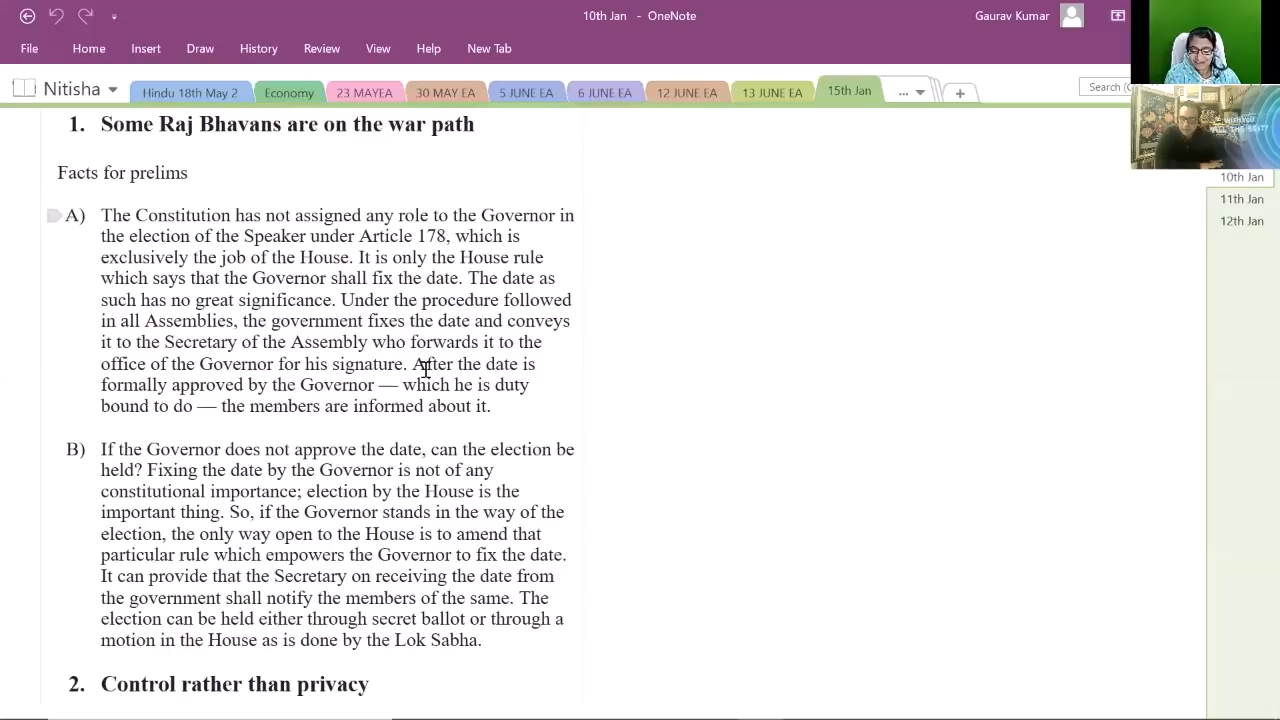 10th Jan - OneNote
Gaurav Kumar
File Home Insert Draw History Review View Help New Tab
Nitisha
Hindu 18th May 2 Economy 23 MAYEA 30 MAY EA 5 JUNE EA 6 JUNE EA 12 JUNE EA 13 JUNE EA 15th Jan ...
Search (C
WISH YOU
ALL THE BEST!
10th Jan
11th Jan
12th Jan
1. Some Raj Bhavans are on the war path
Facts for prelims
A) The Constitution has not assigned any role to the Governor in
the election of the Speaker under Article 178, which is
exclusively the job of the House. It is only the House rule
which says that the Governor shall fix the date. The date as
such has no great significance. Under the procedure followed
in all Assemblies, the government fixes the date and conveys
it to the Secretary of the Assembly who forwards it to the
office of the Governor for his signature. After the date is
formally approved by the Governor — which he is duty
bound to do — the members are informed about it.
B) If the Governor does not approve the date, can the election be
held? Fixing the date by the Governor is not of any
constitutional importance; election by the House is the
important thing. So, if the Governor stands in the way of the
election, the only way open to the House is to amend that
particular rule which empowers the Governor to fix the date.
It can provide that the Secretary on receiving the date from
the government shall notify the members of the same. The
election can be held either through secret ballot or through a
motion in the House as is done by the Lok Sabha.
2. Control rather than privacy